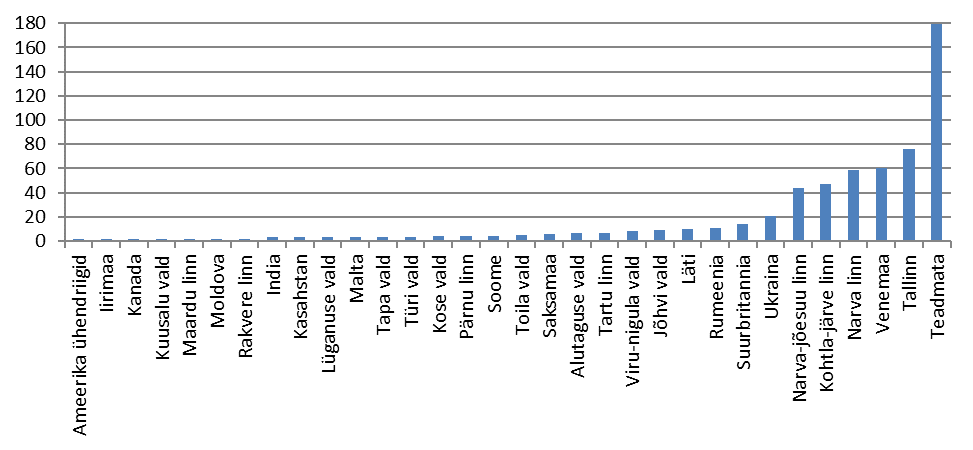 180
160
140
120
100
80
60
40
20
0
Ameerika ühendriigid
Iirimaa
Kanada
Kuusalu vald
Maardu linn
Moldova
Rakvere linn
India
Kasahstan
Lüganuse vald
Malta
Tapa vald
Türi vald
Kose vald
Pärnu linn
Soome
Toila vald
Saksamaa
Alutaguse vald
Tartu linn
Viru-nigula vald
Jõhvi vald
Läti
Rumeenia
Suurbritannia
Ukraina
Narva-jõesuu linn
Kohtla-järve linn
Narva linn
Venemaa
Tallinn
Teadmata